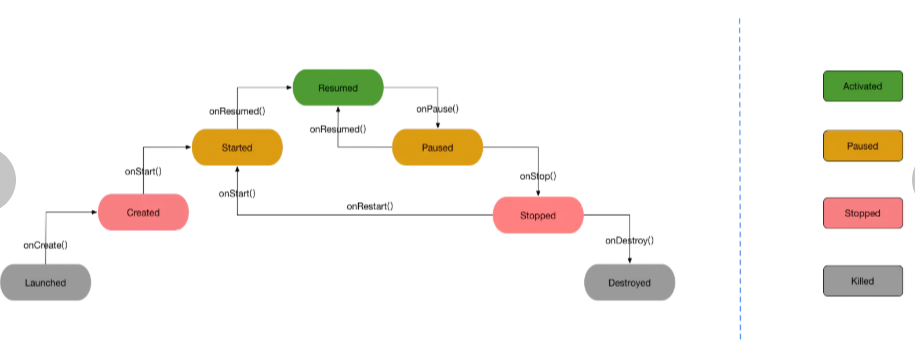 Resumed
Activated
onResumed()
onPause()
onResumed()
Started
Paused
Paused
onStart()
onStop()
onStart()
onRestart()
Created
Stopped
Stopped
onCreate()
onDestroy()
Launched
Destroyed
Killed